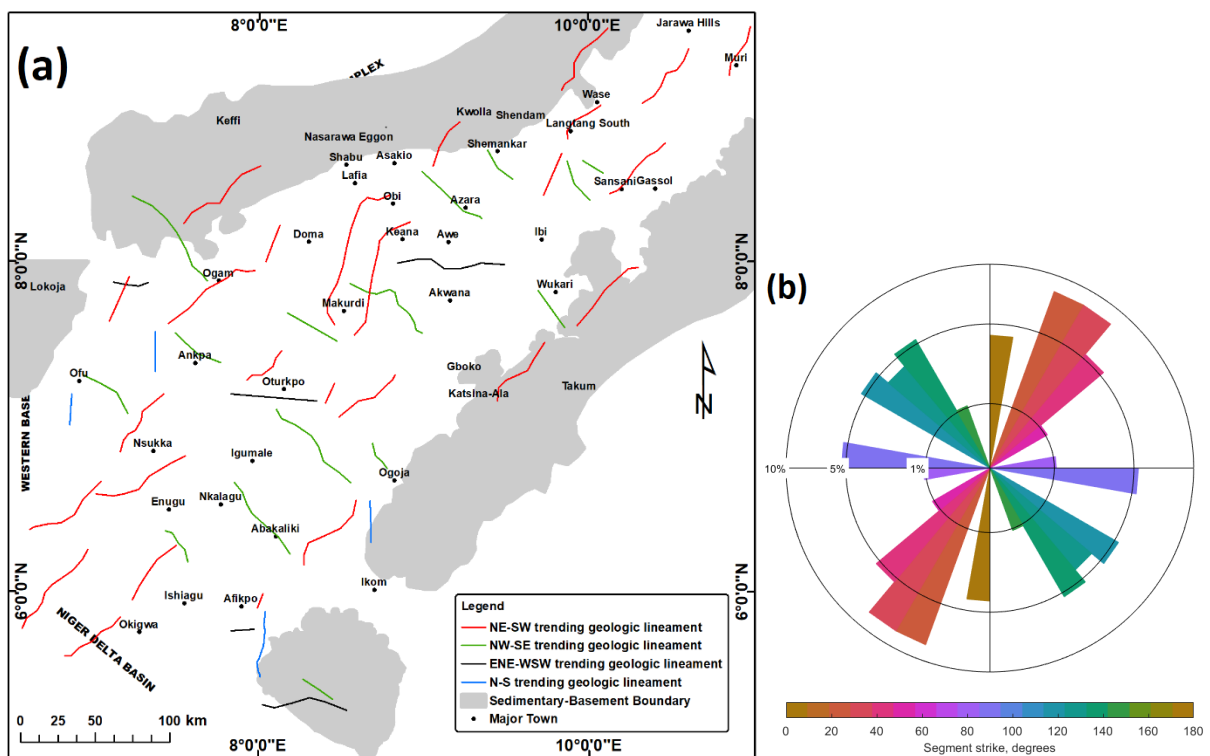 8°0'0"E
10°0'0"E
(a)
Jarawa Hills
Murl
Wase
Keffi
Kwolla
Shendam
Langtang South
Nasarawa Eggon
Shabu
Asakio
Shemankar
Lafia
Sansani
Gassol
Obi
Azara
Doma
Keana
Awe
Ibi
8°0'0"N
8°0'0"N
Lokoja
Ogam
Makurdi
Akwana
Wukari
Ankpa
Ofu
Oturkpo
Gboko
Katsina-Ala
Takum
N
WESTERN BASE
Nsukka
Igumale
Ogoja
Enugu
Nkalagu
Abakaliki
6°0'0"N
6°0'0"N
Ikom
Ishiagu
Afikpo
Okigwa
NIGER DELTA BASIN
Legend
NE-SW trending geologic lineament
NW-SE trending geologic lineament
ENE-WSW trending geologic lineament
N-S trending geologic lineament
Sedimentary-Basement Boundary
Major Town
0 25 50 100 km
8°0'0"E
10°0'0"E
(b)
10% 5% 1%
0 20 40 60 80 100 120 140 160 180
Segment strike, degrees